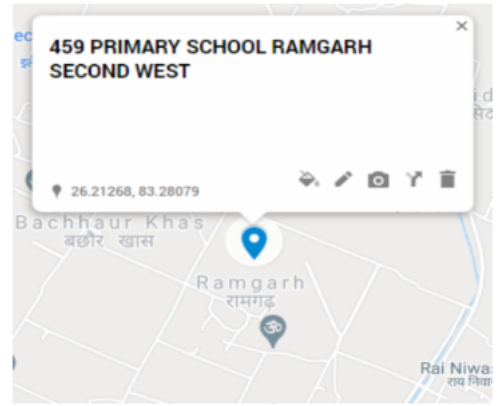 459 PRIMARY SCHOOL RAMGARH
SECOND WEST
26.21268, 83.28079
Bachhaur Khas
बछौर खास
Ramgarh
रामगढ़
Rai Niwa